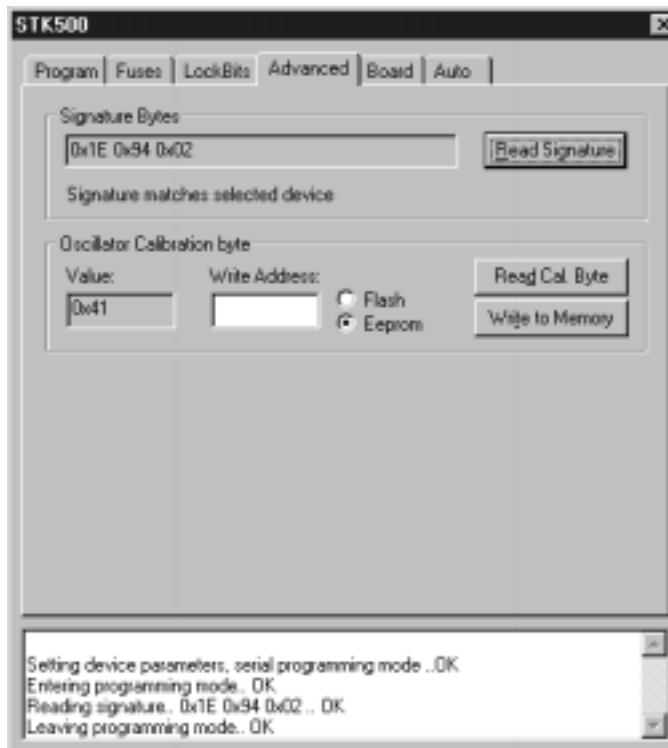 STK500
Program Fuses LockBits Advanced Board Auto
Signature Bytes
0x1E 0x94 0x02
Read Signature
Signature matches selected device
Oscillator Calibration byte
Value: Write Address:
Read Cal. Byte
0x41
Flash
Eeprom
Write to Memory
Setting device parameters, serial programming mode ..OK
Entering programming mode.. OK
Reading signature.. 0x1E 0x94 0x02 .. OK
Leaving programming mode.. OK